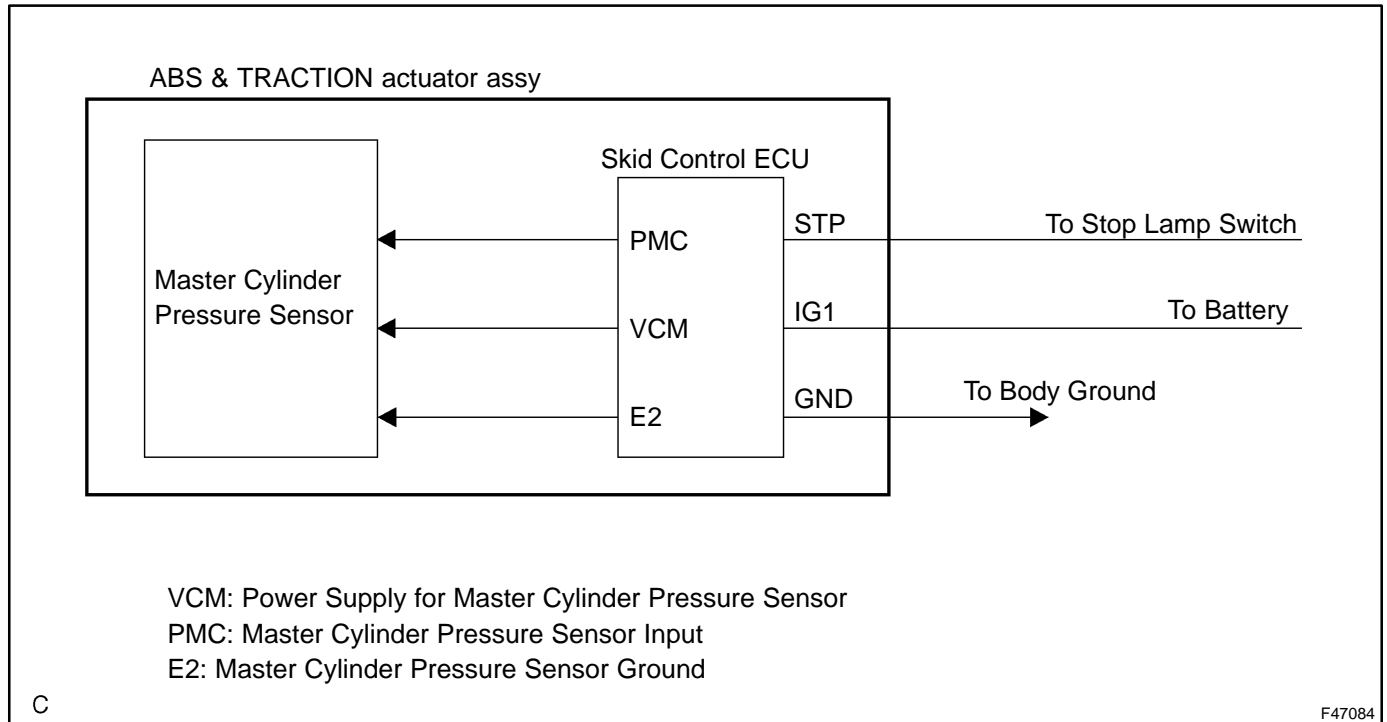 ABS & TRACTION actuator assy
Skid Control ECU
Master Cylinder
Pressure Sensor
PMC
VCM
E2
STP
To Stop Lamp Switch
IG1
To Battery
GND
To Body Ground
VCM: Power Supply for Master Cylinder Pressure Sensor
PMC: Master Cylinder Pressure Sensor Input
E2: Master Cylinder Pressure Sensor Ground
C
F47084